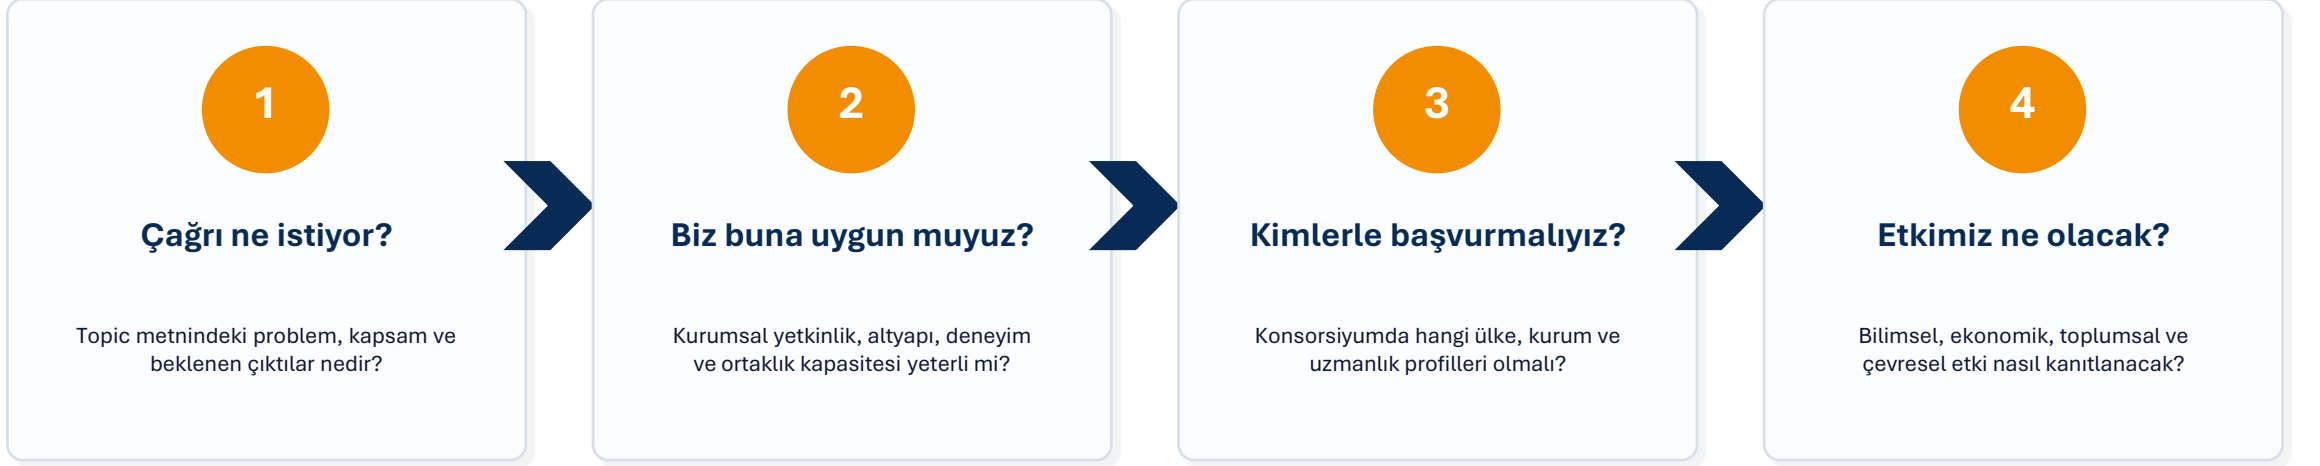 1
Çağrı ne istiyor?
Topic metnindeki problem, kapsam ve
beklenen çıktılar nedir?
2
Biz buna uygun muyuz?
Kurumsal yetkinlik, altyapı, deneyim
ve ortaklık kapasitesi yeterli mi?
3
Kimlerle başvurmalıyız?
Konsorsiyumda hangi ülke, kurum ve
uzmanlık profilleri olmalı?
4
Etkimiz ne olacak?
Bilimsel, ekonomik, toplumsal ve
çevresel etki nasıl kanıtlanacak?